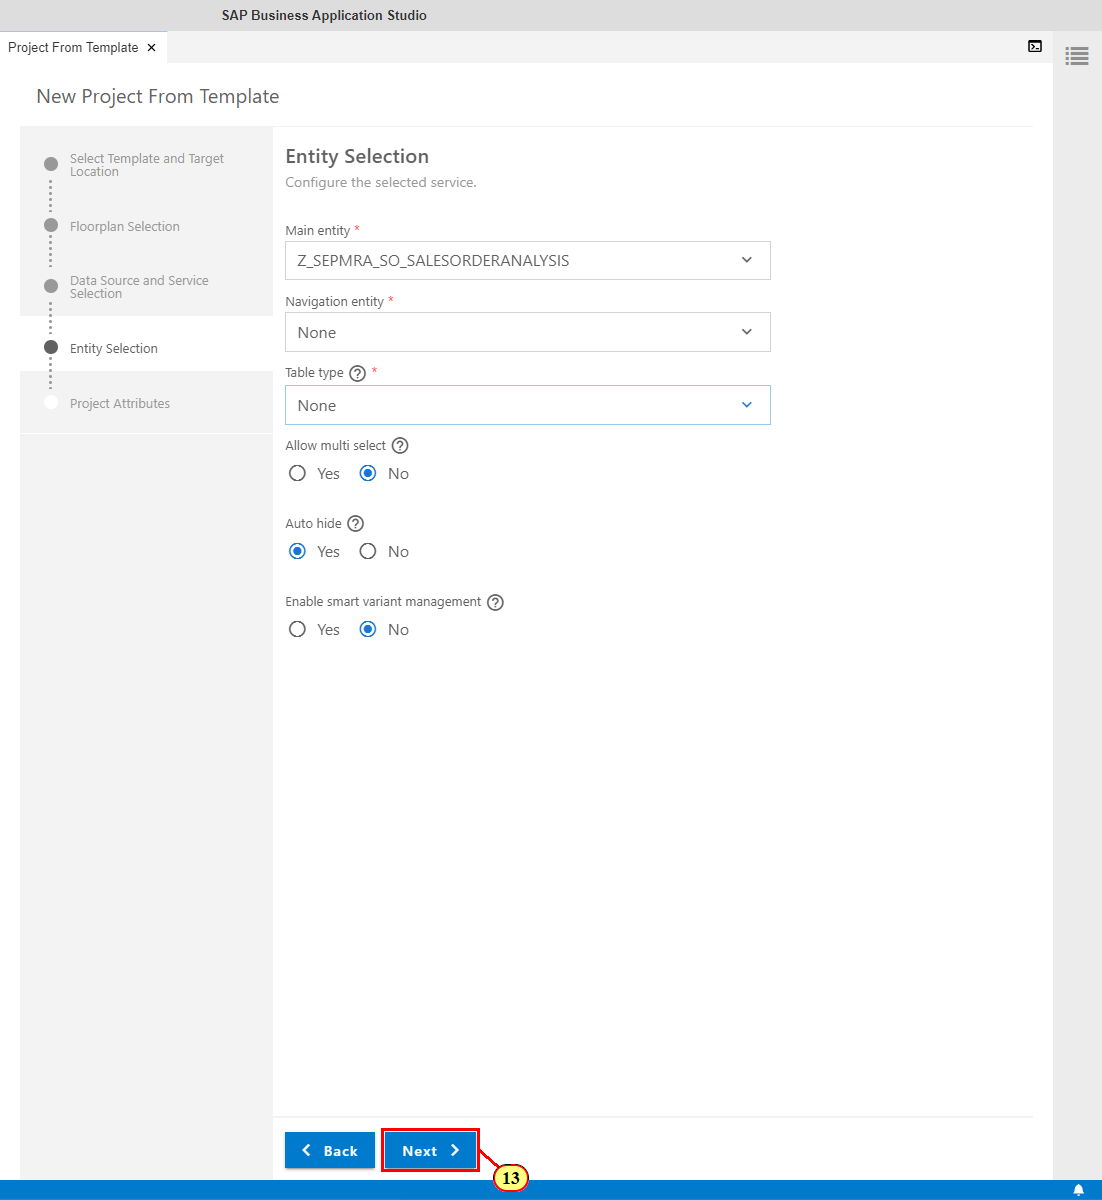 SAP Business Application Studio
Project From Template ×
New Project From Template
Select Template and Target
Location
Floorplan Selection
Data Source and Service
Selection
Entity Selection
Project Attributes
Entity Selection
Configure the selected service.
Main entity *
Z_SEPMRA_SO_SALESORDERANALYSIS
Navigation entity *
None
Table type ? *
None
Allow multi select ?
Yes No
Auto hide ?
Yes No
Enable smart variant management ?
Yes No
Back Next
13